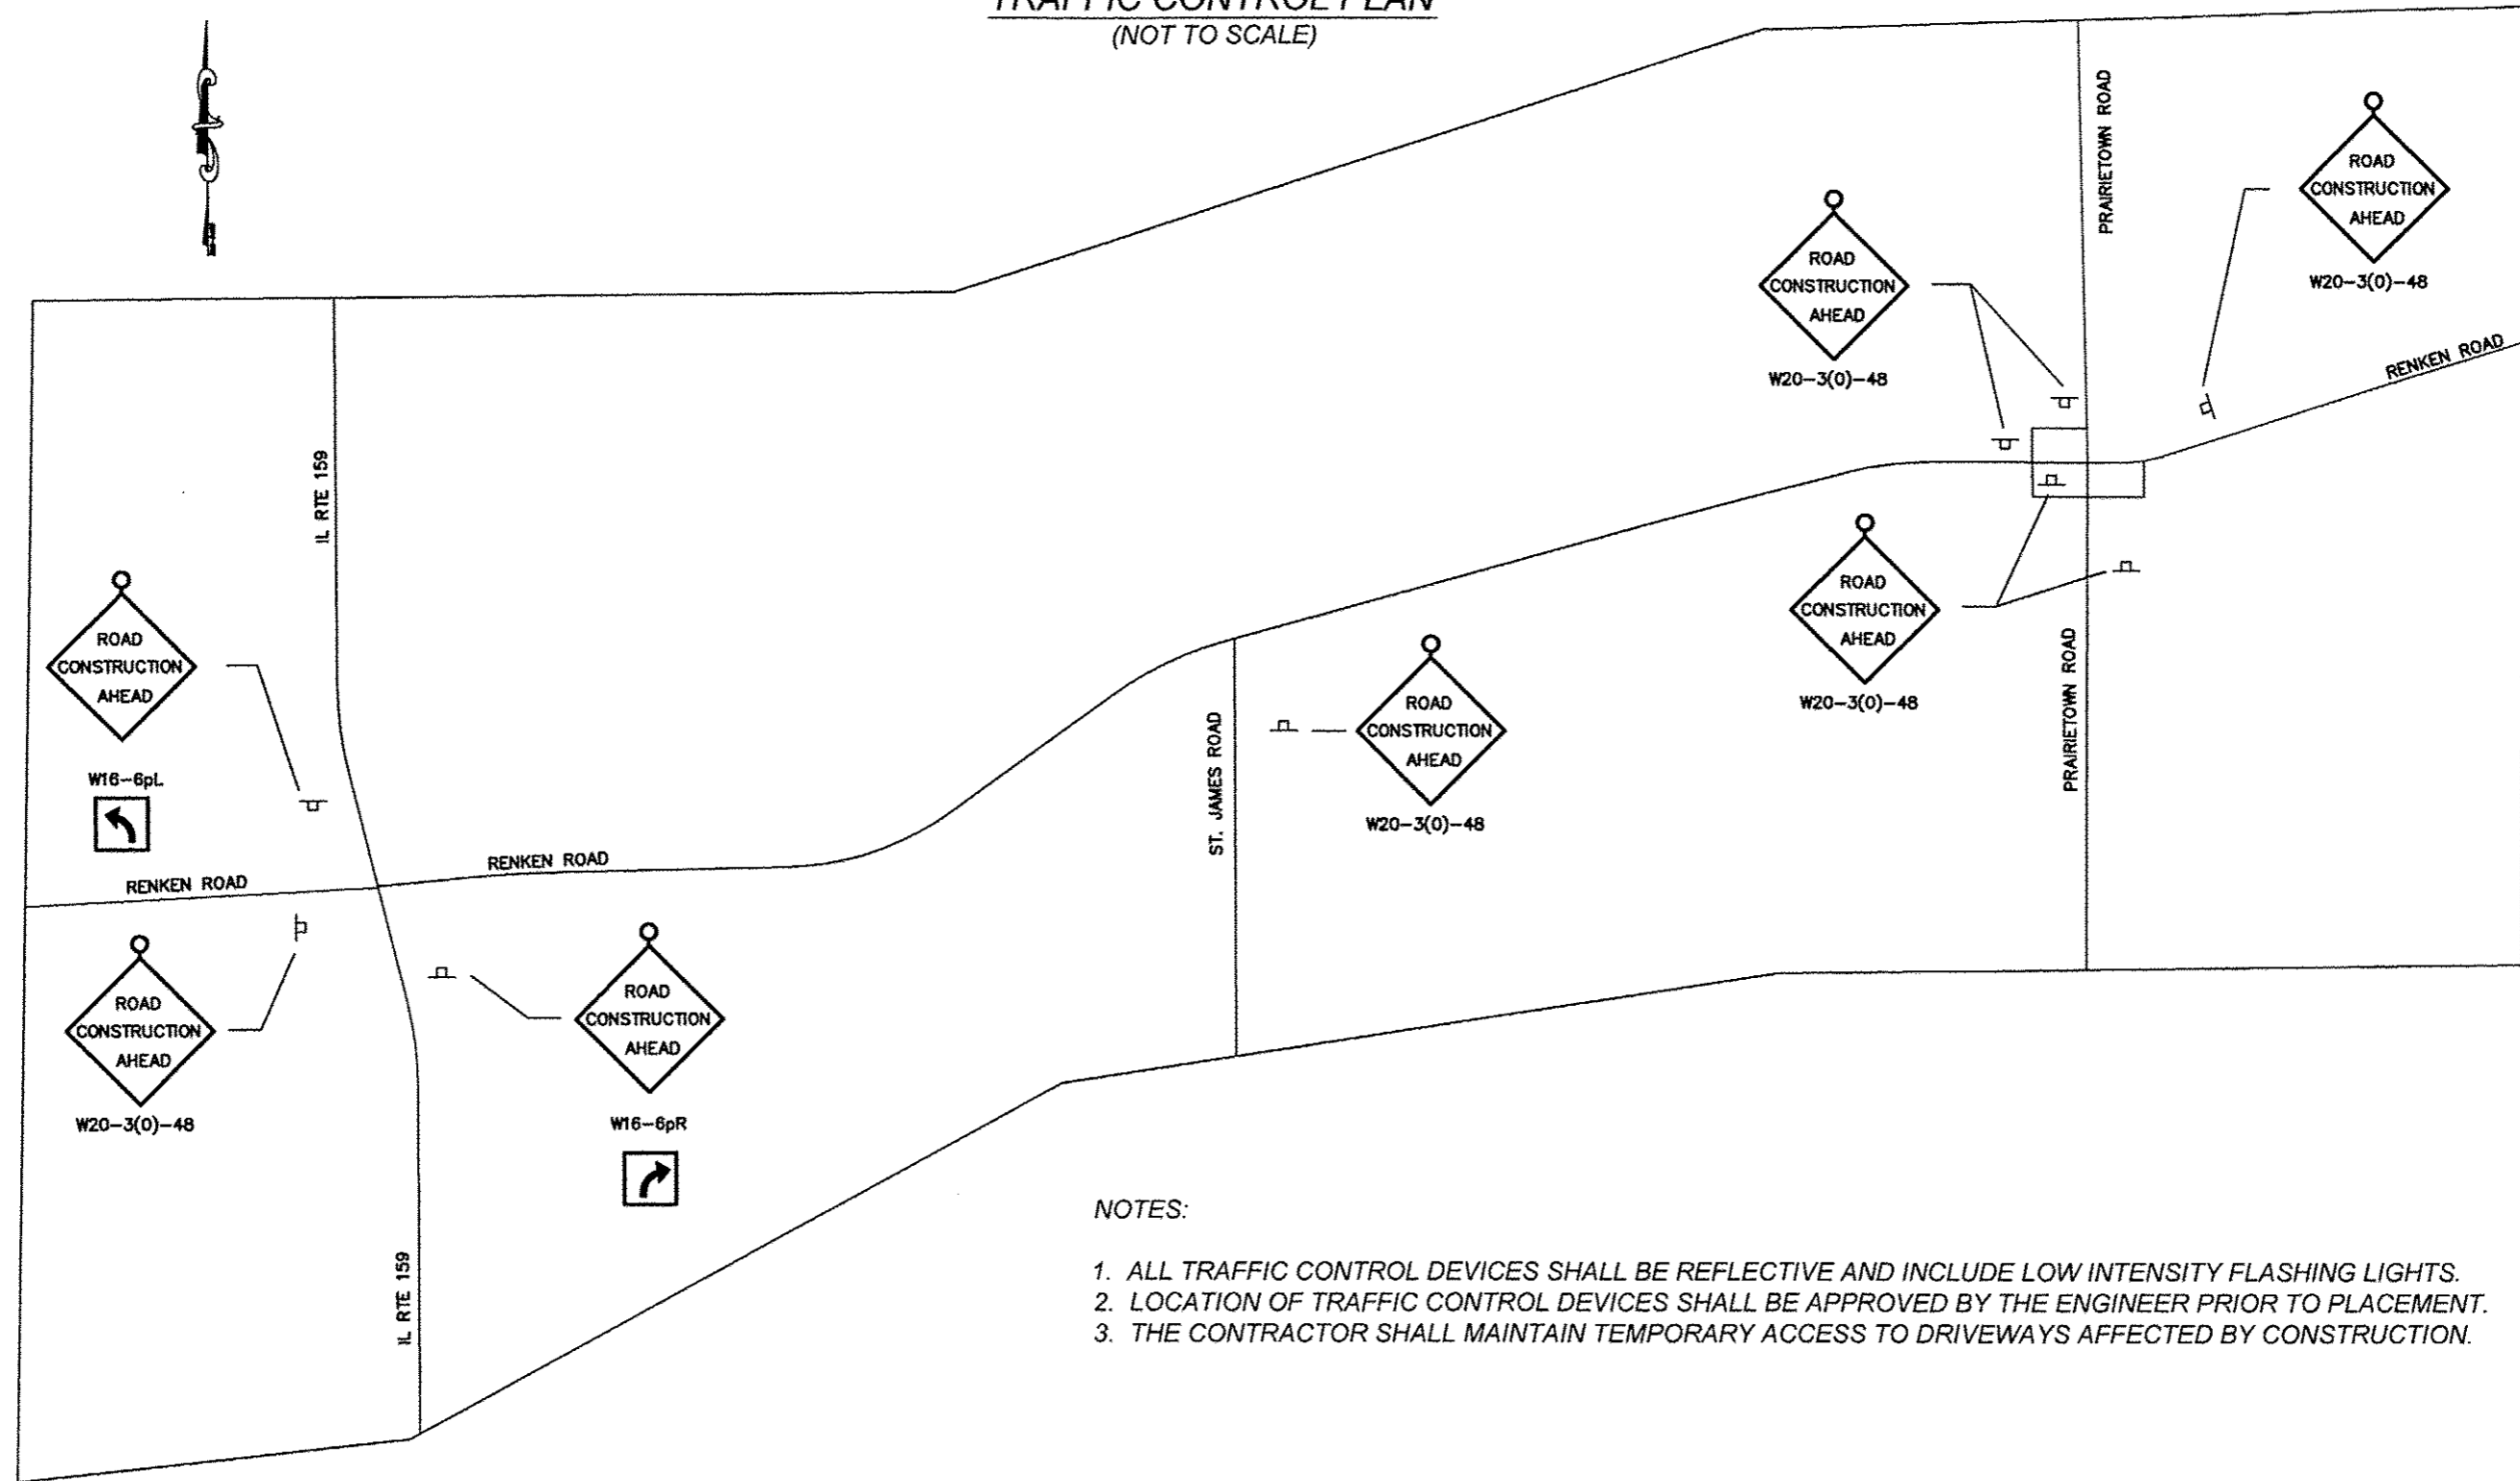 TRAFFIC CONTROL PLAN
(NOT TO SCALE)
PRAIRIETOWN ROAD
ROAD
CONSTRUCTION
AHEAD
W20-3(0)-48
ROAD
CONSTRUCTION
AHEAD
W20-3(0)-48
RENKEN ROAD
IL RTE 159
ROAD
CONSTRUCTION
AHEAD
W20-3(0)-48
PRAIRIETOWN ROAD
ROAD
CONSTRUCTION
AHEAD
W16-6pL
ROAD
CONSTRUCTION
AHEAD
W20-3(0)-48
ST. JAMES ROAD
RENKEN ROAD
RENKEN ROAD
ROAD
CONSTRUCTION
AHEAD
W20-3(0)-48
ROAD
CONSTRUCTION
AHEAD
W16-6pR
IL RTE 159
NOTES:
1. ALL TRAFFIC CONTROL DEVICES SHALL BE REFLECTIVE AND INCLUDE LOW INTENSITY FLASHING LIGHTS.
2. LOCATION OF TRAFFIC CONTROL DEVICES SHALL BE APPROVED BY THE ENGINEER PRIOR TO PLACEMENT.
3. THE CONTRACTOR SHALL MAINTAIN TEMPORARY ACCESS TO DRIVEWAYS AFFECTED BY CONSTRUCTION.